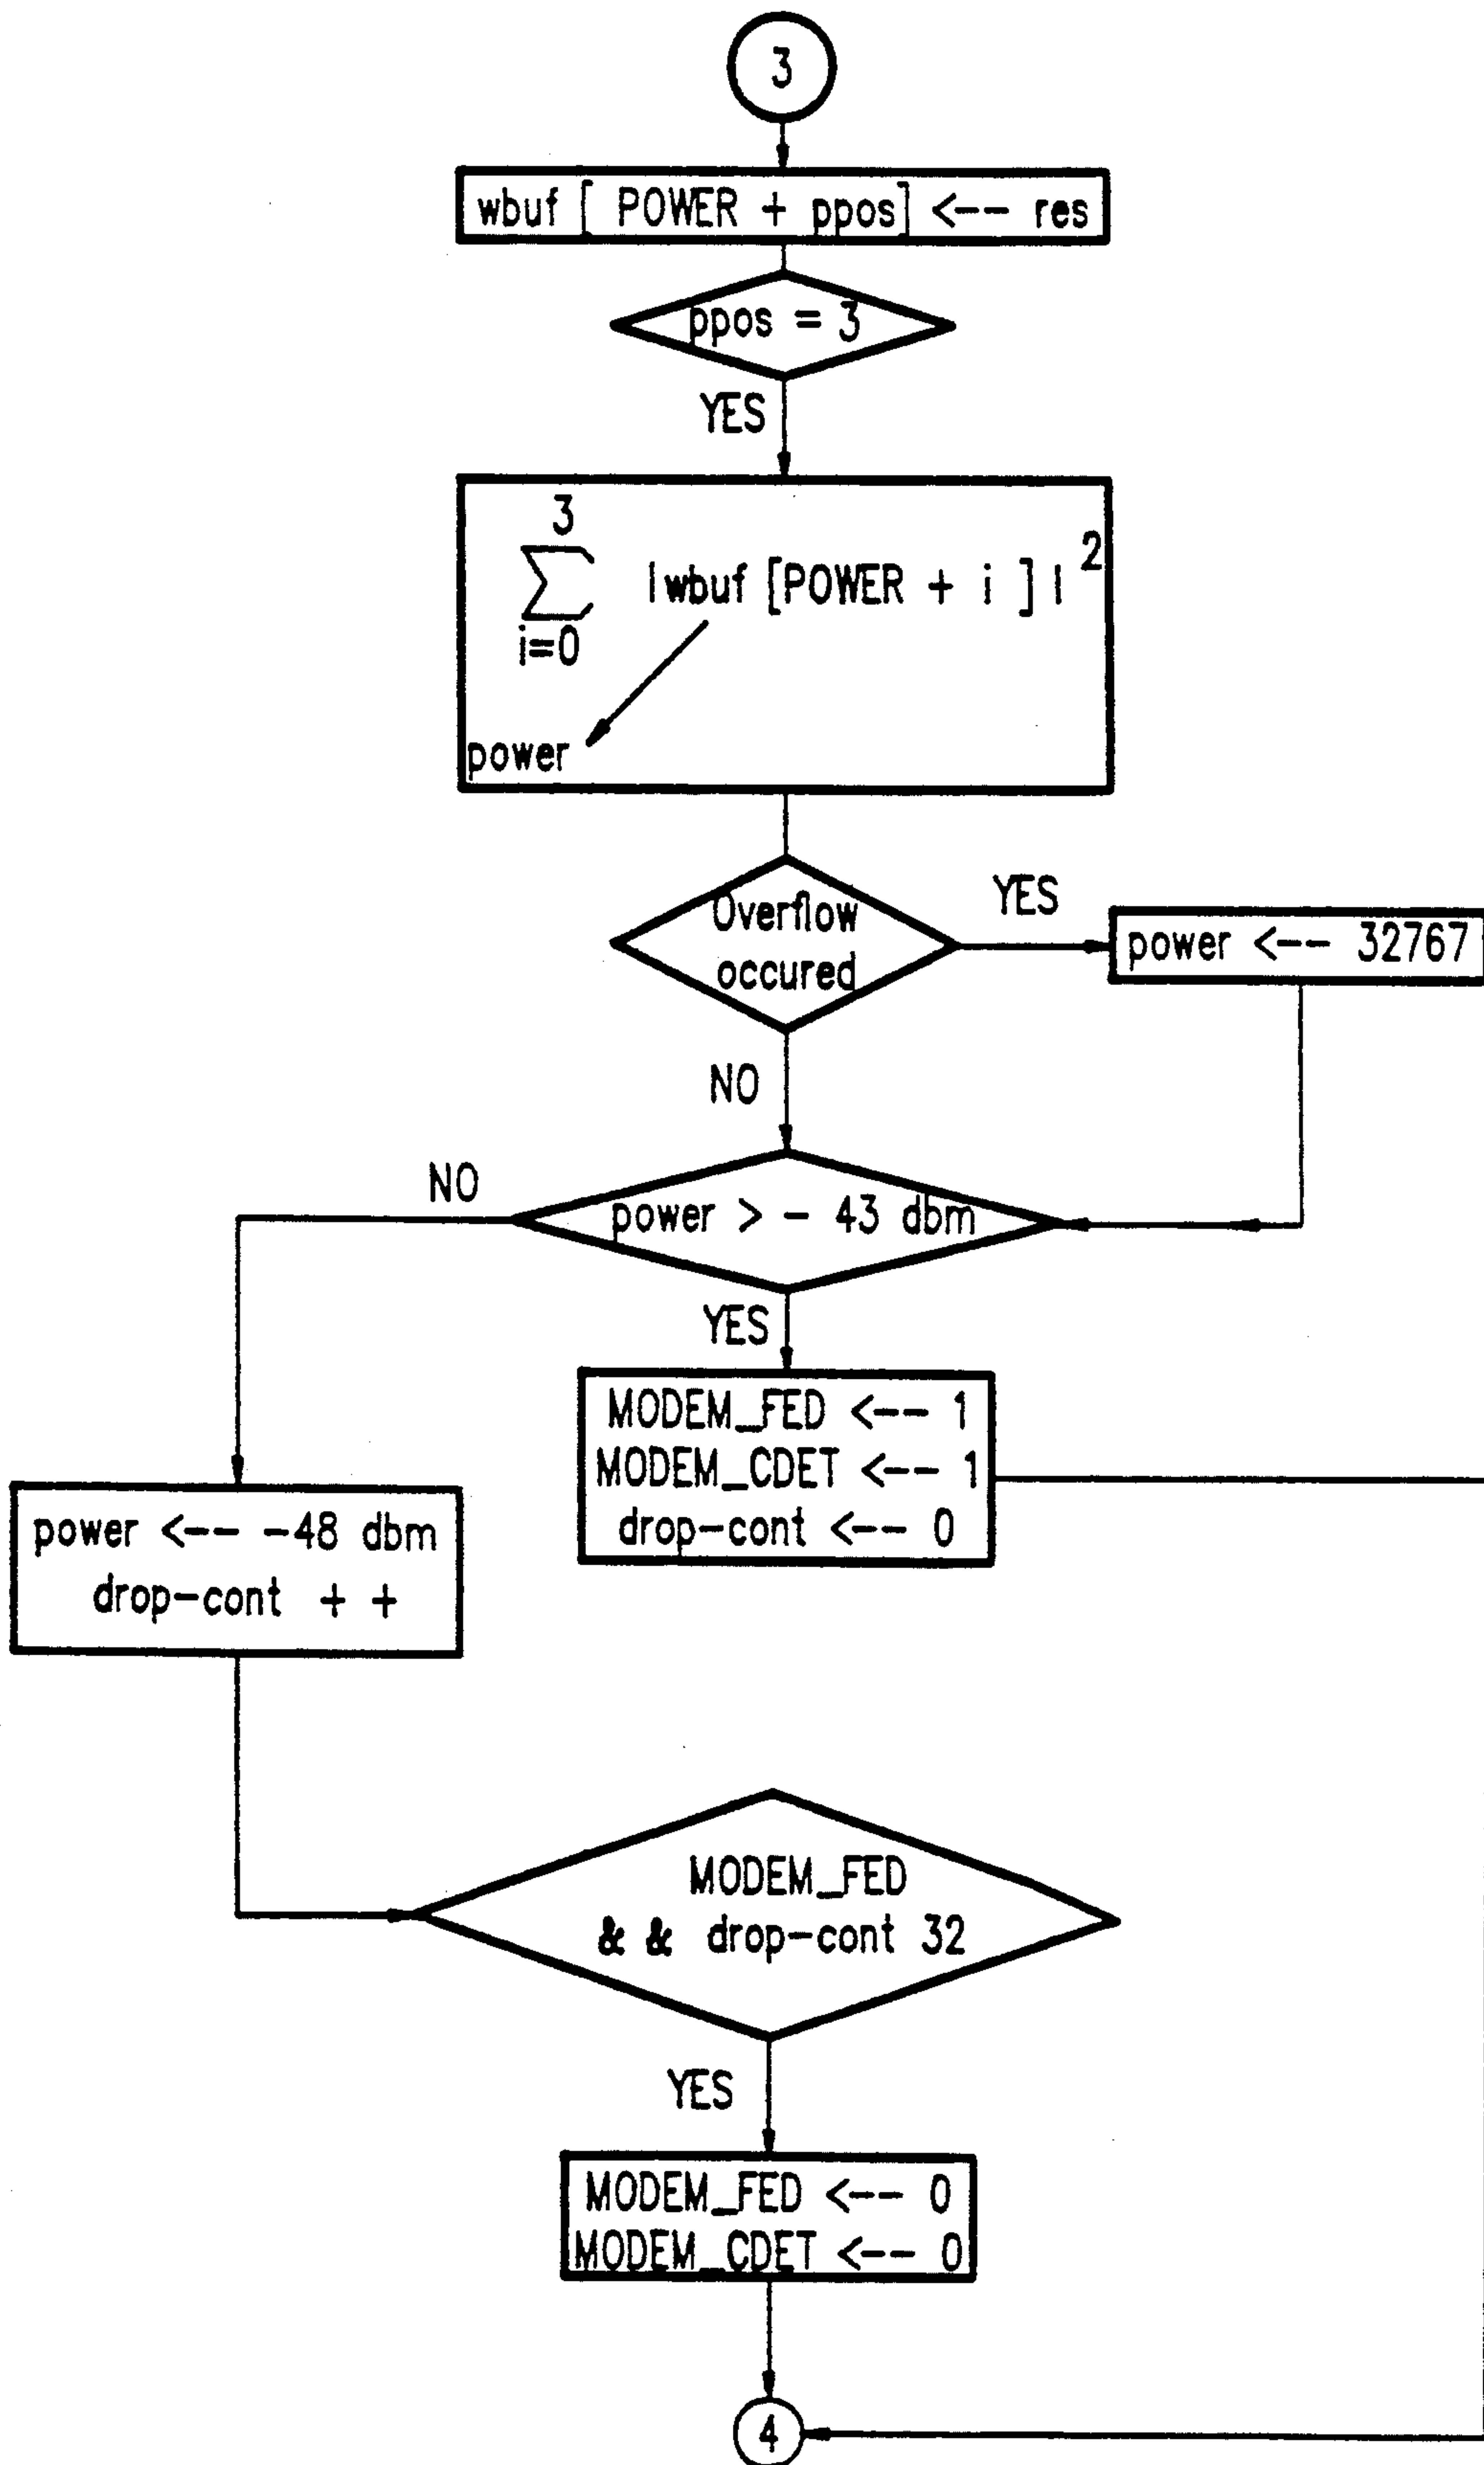 3
wbuf [ POWER + ppos] <-- res
ppos = 3
YES
3
∑ |wbuf [POWER + i ]| 2
i=0
power
Overflow
occured
YES
power <-- 32767
NO
NO
power > - 43 dbm
YES
MODEM_FED <-- 1
MODEM_CDET <-- 1
drop-cont <-- 0
power <-- -48 dbm
drop-cont + +
MODEM_FED
& & drop-cont 32
YES
MODEM_FED <-- 0
MODEM_CDET <-- 0
4